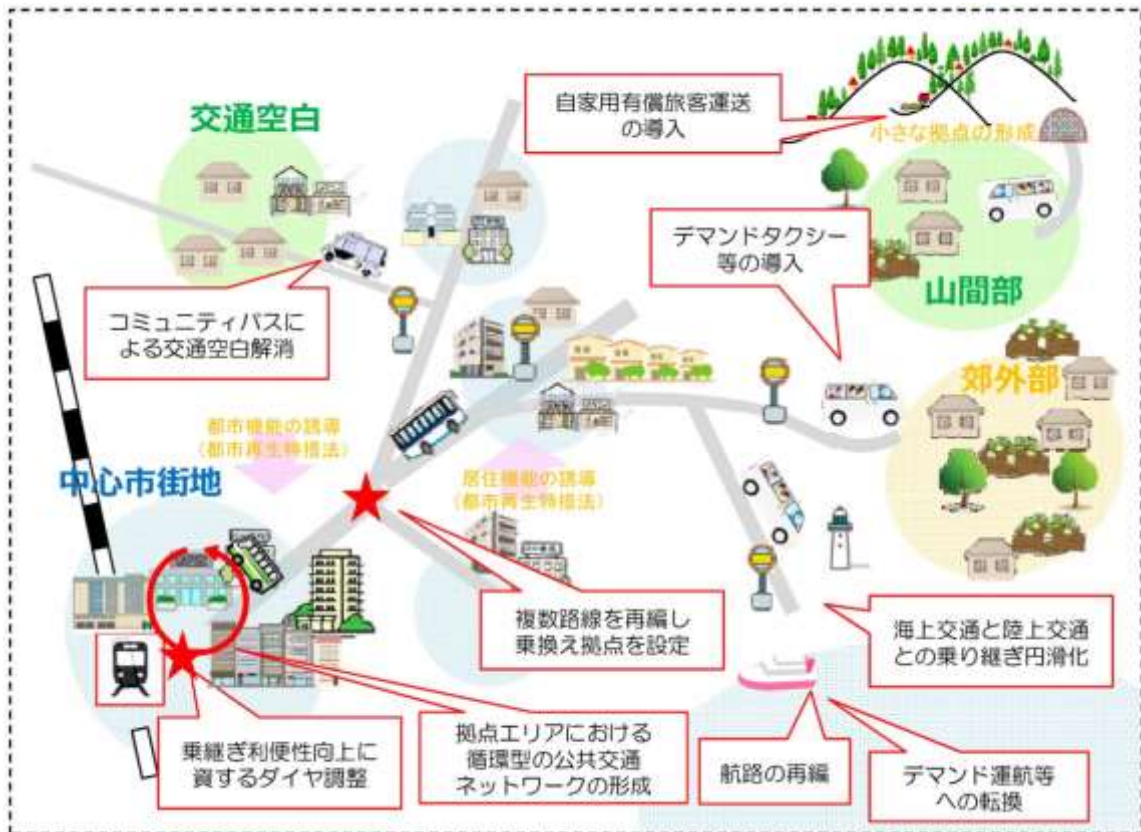 自家用有償旅客運送
の導入
交通空白
小さな拠点の形成
デマンドタクシー
等の導入
山間部
コミュニティバスに
よる交通空白解消
郊外部
都市機能の誘導
(都市再生特措法)
中心市街地
居住機能の誘導
(都市再生特措法)
複数路線を再編し
乗換え拠点を設定
海上交通と陸上交通
との乗り継ぎ円滑化
乗継ぎ利便性向上に
資するダイヤ調整
拠点エリアにおける
循環型の公共交通
ネットワークの形成
航路の再編
デマンド運航等
への転換